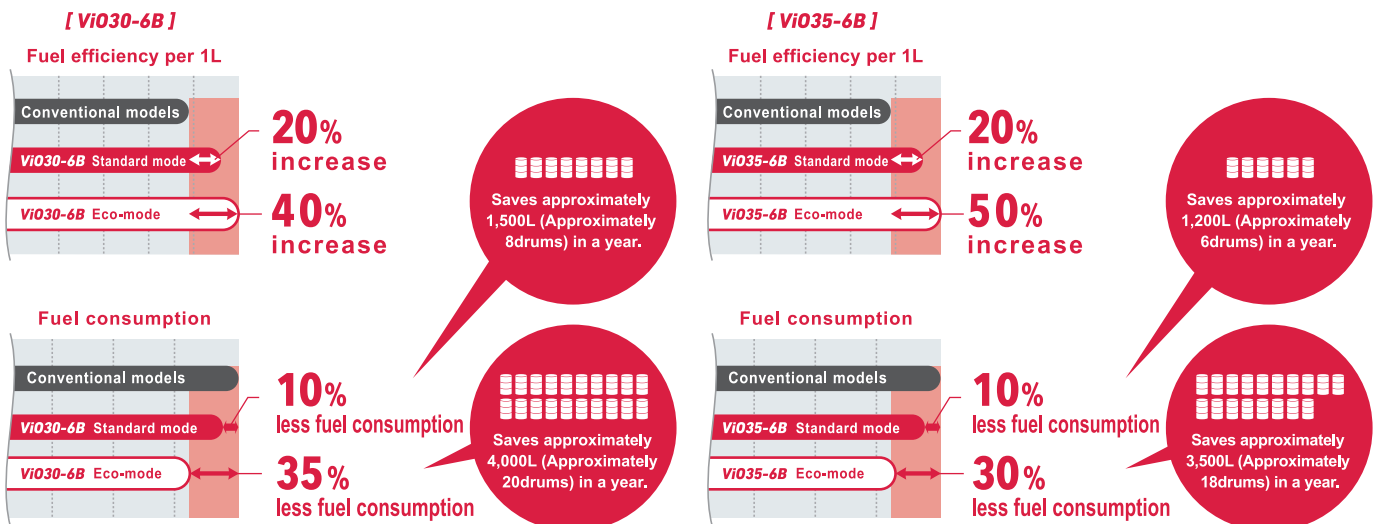 [ ViO30-6B ]
Fuel efficiency per 1L
Conventional models
ViO30-6B Standard mode
ViO30-6B Eco-mode
20%
increase
40%
increase
Saves approximately
1,500L (Approximately
8drums) in a year.
Fuel consumption
Conventional models
ViO30-6B Standard mode
ViO30-6B Eco-mode
10%
less fuel consumption
35%
less fuel consumption
Saves approximately
4,000L (Approximately
20drums) in a year.
[ ViO35-6B ]
Fuel efficiency per 1L
Conventional models
ViO35-6B Standard mode
ViO35-6B Eco-mode
20%
increase
50%
increase
Saves approximately
1,200L (Approximately
6drums) in a year.
Fuel consumption
Conventional models
ViO35-6B Standard mode
ViO35-6B Eco-mode
10%
less fuel consumption
30%
less fuel consumption
Saves approximately
3,500L (Approximately
18drums) in a year.